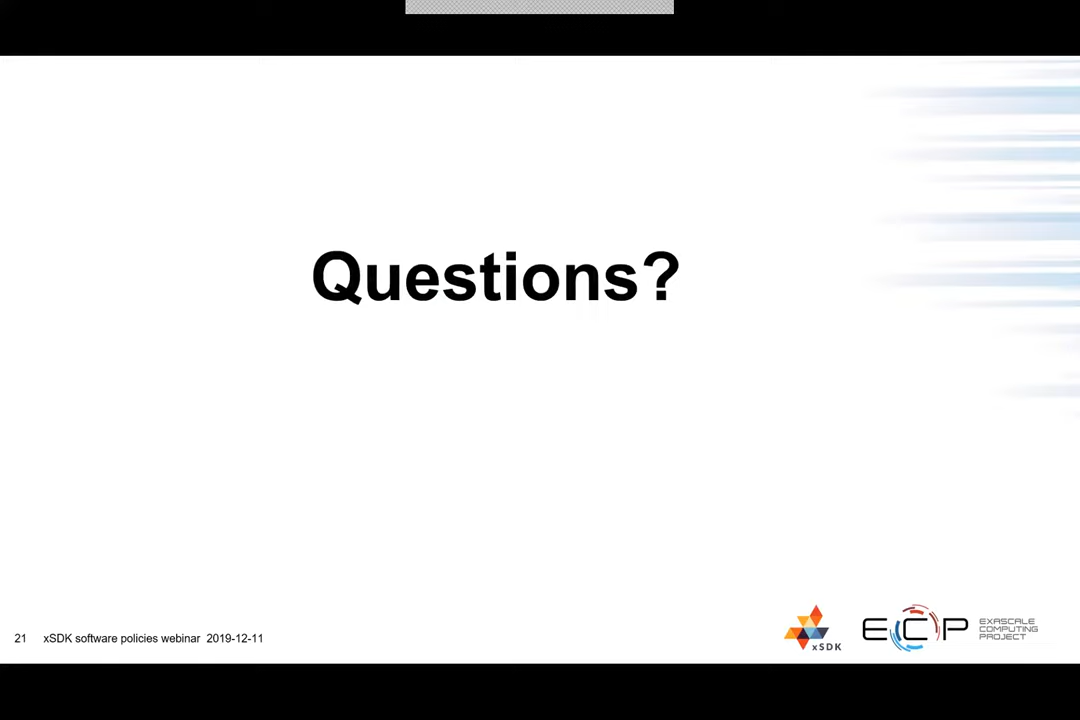 Questions?
21 xSDK software policies webinar 2019-12-11
xSDK
ECP
EXASCALE
COMPUTING
PROJECT